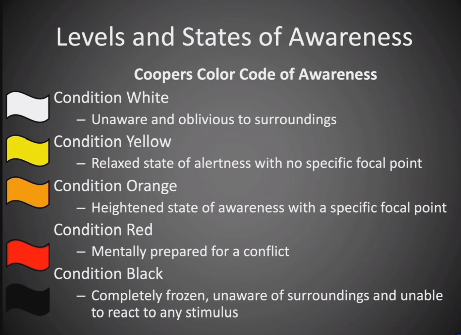 Levels and States of Awareness
Coopers Color Code of Awareness
Condition White
– Unaware and oblivious to surroundings
Condition Yellow
– Relaxed state of alertness with no specific focal point
Condition Orange
– Heightened state of awareness with a specific focal point
Condition Red
– Mentally prepared for a conflict
Condition Black
– Completely frozen, unaware of surroundings and unable
to react to any stimulus